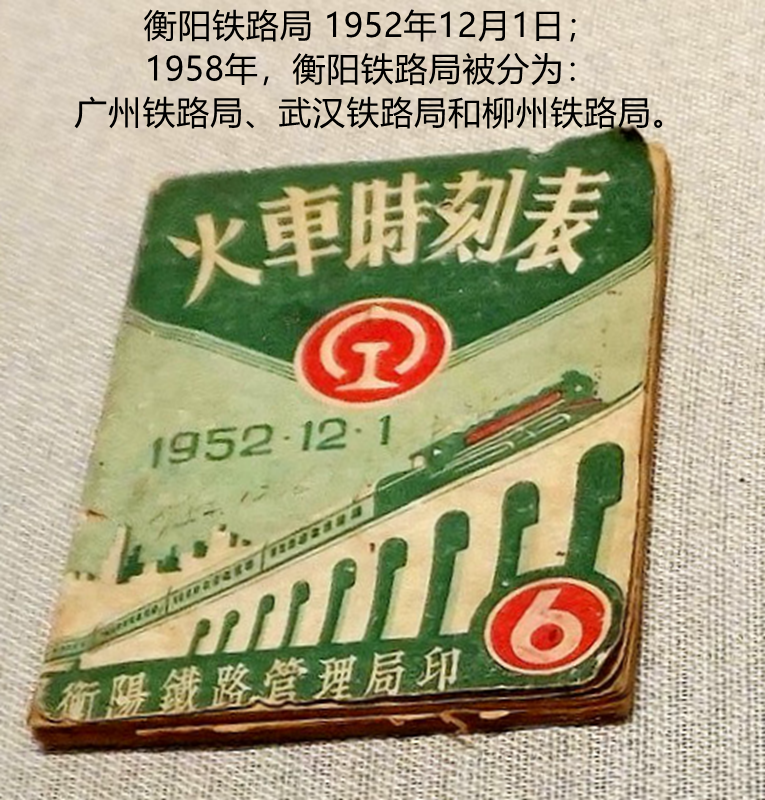 衡阳铁路局 1952年12月1日；
1958年，衡阳铁路局被分为：
广州铁路局、武汉铁路局和柳州铁路局。
火車時刻表
1952·12·1
6
衡陽鐵路管理局印